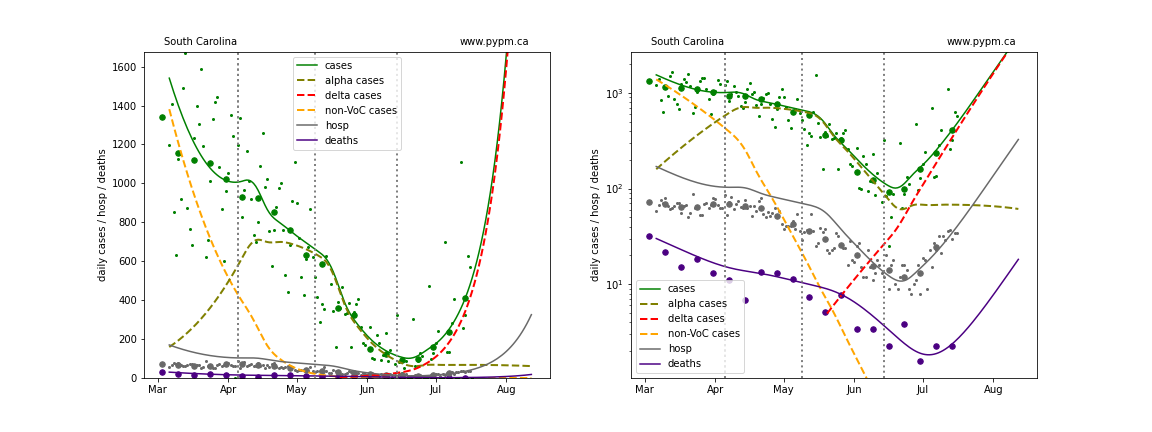 South Carolina
www.pypm.ca
daily cases / hosp / deaths
1600
1400
1200
1000
800
600
400
200
0
cases
alpha cases
delta cases
non-VoC cases
hosp
deaths
Mar Apr May Jun Jul Aug
South Carolina
www.pypm.ca
daily cases / hosp / deaths
10³
10²
10¹
cases
alpha cases
delta cases
non-VoC cases
hosp
deaths
Mar Apr May Jun Jul Aug